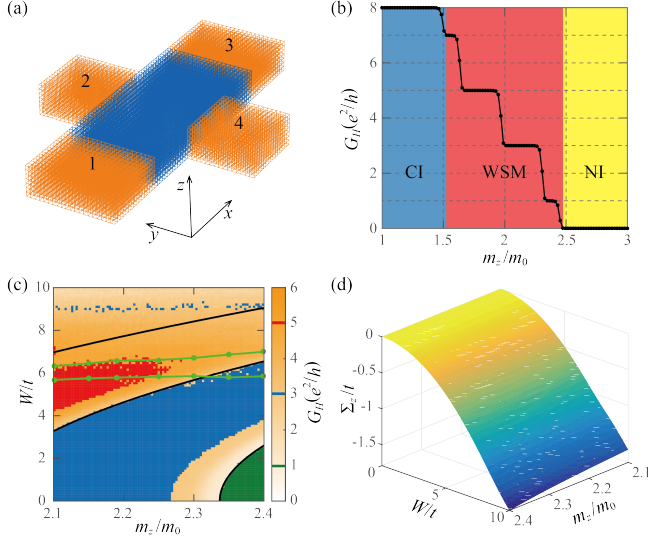 (a)
3
2
4
1
z
y
x
(b)
G_H(e²/h)
8
6
4
2
0
CI
WSM
NI
1
1.5
2
2.5
3
m_z/m_0
(c)
W/t
10
8
6
4
2
0
2.1
2.2
2.3
2.4
m_z/m_0
6
5
4
3
2
1
0
G_H(e²/h)
(d)
Σ_z/t
0
-0.5
-1
-1.5
0
5
10
W/t
2.4
2.3
2.2
2.1
m_z/m_0